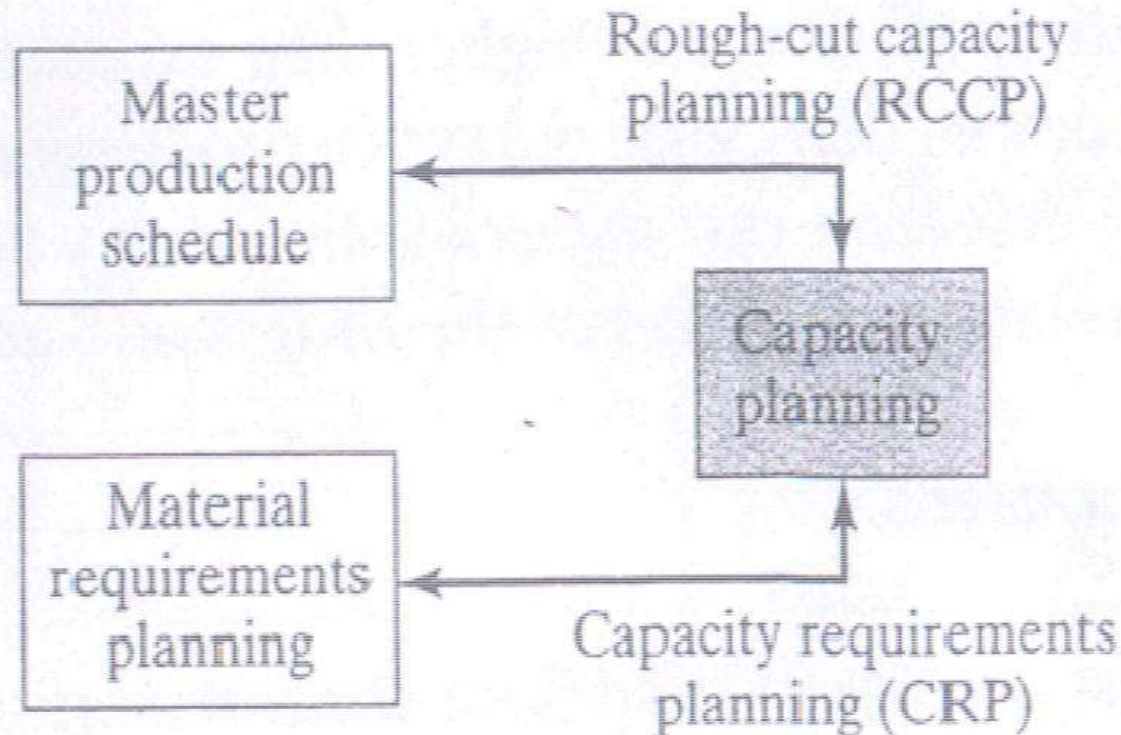 Rough-cut capacity
planning (RCCP)
Master
production
schedule
Capacity
planning
Material
requirements
planning
Capacity requirements
planning (CRP)